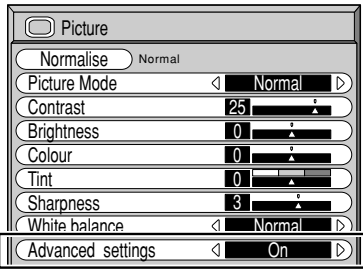 Picture
Normalise Normal
Picture Mode Normal
Contrast 25
Brightness 0
Colour 0
Tint 0
Sharpness 3
White balance Normal
Advanced settings On